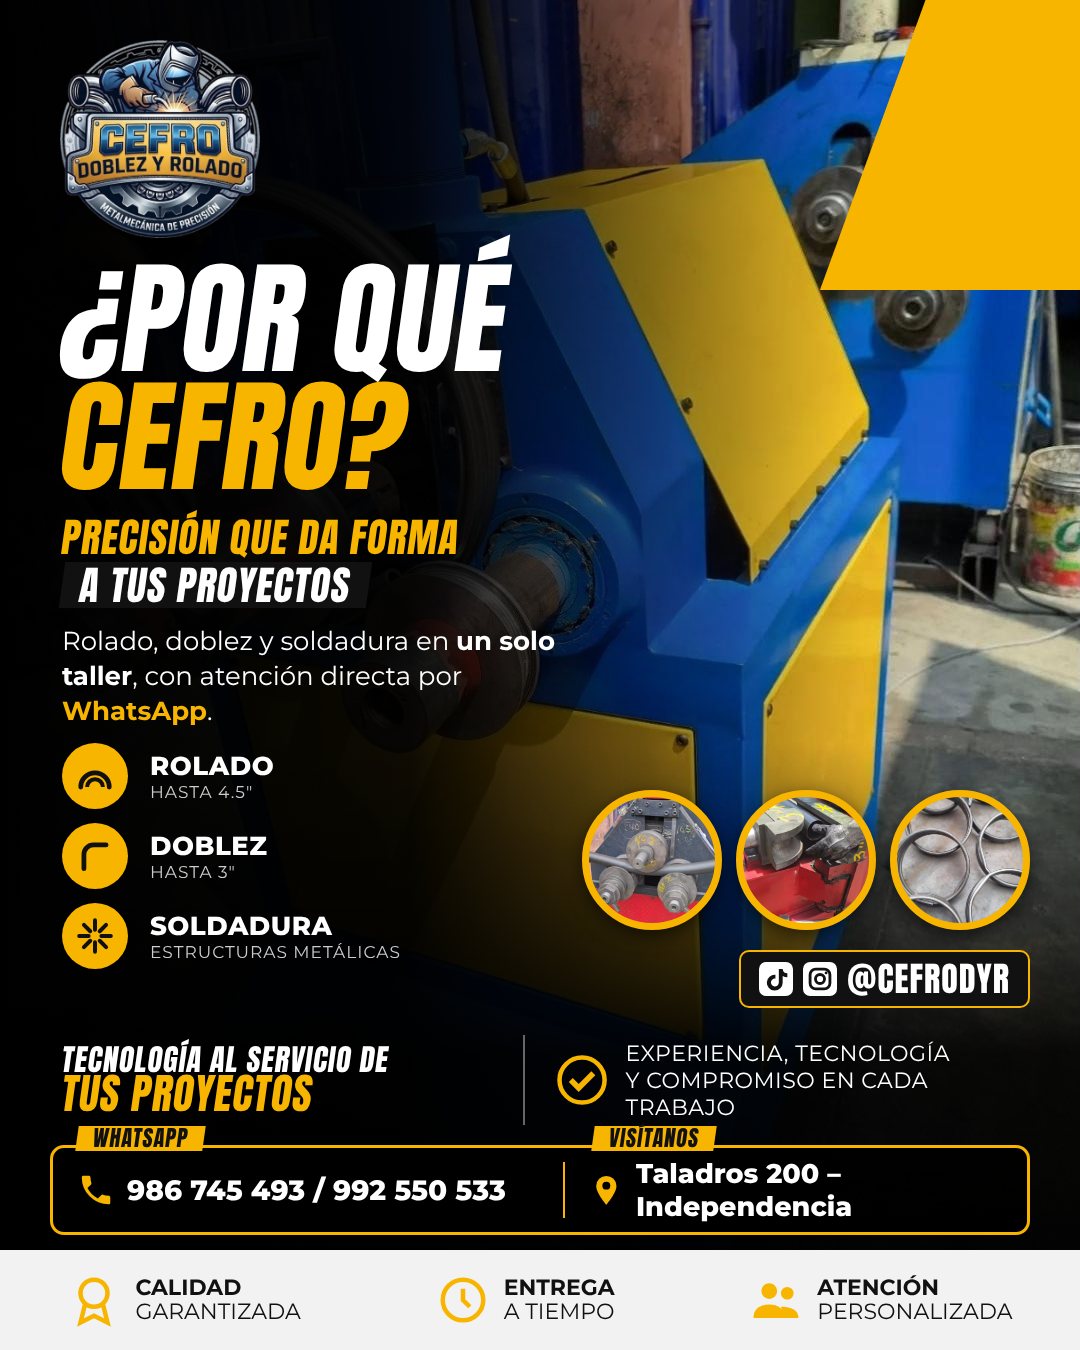 CEFRO
DOBLEZ Y ROLADO
METALMECÁNICA DE PRECISIÓN
¿POR QUÉ
CEFRO?
PRECISIÓN QUE DA FORMA
A TUS PROYECTOS
Rolado, doblez y soldadura en un solo
taller, con atención directa por
WhatsApp.
ROLADO
HASTA 4.5"
DOBLEZ
HASTA 3"
SOLDADURA
ESTRUCTURAS METÁLICAS
@CEFRODYR
TECNOLOGÍA AL SERVICIO DE
TUS PROYECTOS
EXPERIENCIA, TECNOLOGÍA
Y COMPROMISO EN CADA
TRABAJO
WHATSAPP
986 745 493 / 992 550 533
VISÍTANOS
Taladros 200 –
Independencia
CALIDAD
GARANTIZADA
ENTREGA
A TIEMPO
ATENCIÓN
PERSONALIZADA